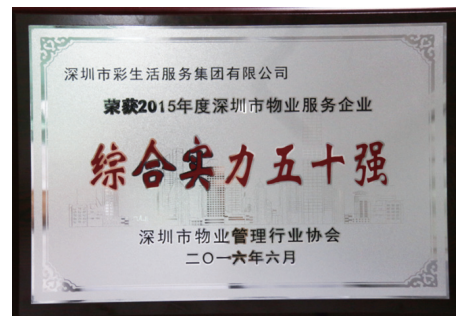 深圳市彩生活服务集团有限公司
荣获2015年度深圳市物业服务企业
综合实力五十强
深圳市物业管理行业协会
二〇一六年六月